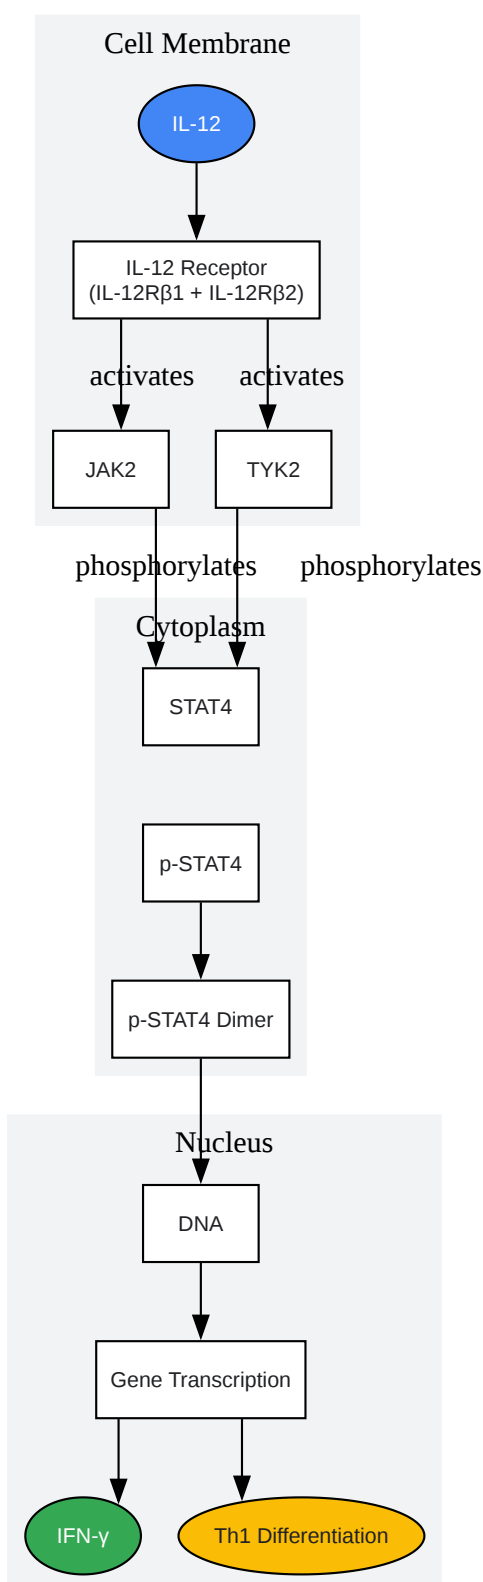 Cell Membrane
IL-12
IL-12 Receptor
(IL-12Rβ1 + IL-12Rβ2)
activates
activates
JAK2
TYK2
phosphorylates
phosphorylates
Cytoplasm
STAT4
p-STAT4
p-STAT4 Dimer
Nucleus
DNA
Gene Transcription
IFN-γ
Th1 Differentiation